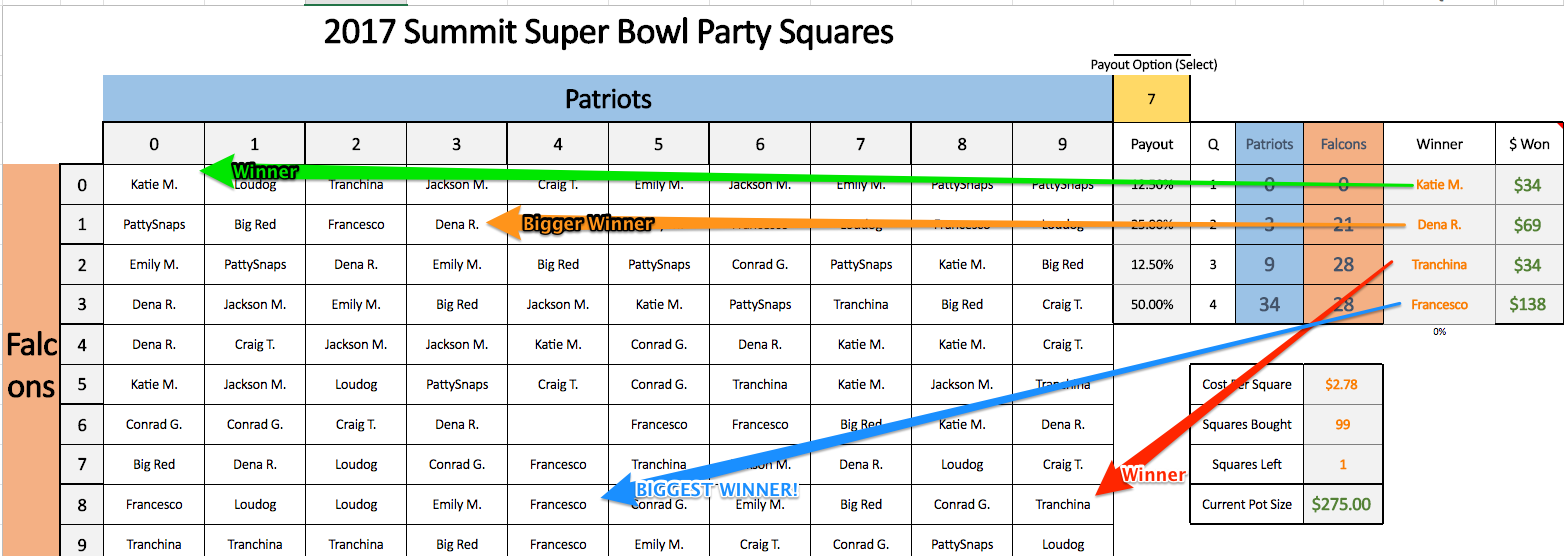 2017 Summit Super Bowl Party Squares
Payout Option (Select)
Patriots 7
0 1 2 3 4 5 6 7 8 9 Payout Q Patriots Falcons Winner $ Won
Winner
0 Katie M. Loudog Tranchina Jackson M. Craig T. Emily M. Jackson M. Emily M. PattySnaps PattySnaps 12.50% 1 0 0 Katie M. $34
1 PattySnaps Big Red Francesco Dena R. Bigger Winner Francesco Loudog Francesco Loudog 25.00% 2 3 21 Dena R. $69
2 Emily M. PattySnaps Dena R. Emily M. Big Red PattySnaps Conrad G. PattySnaps Katie M. Big Red 12.50% 3 9 28 Tranchina $34
3 Dena R. Jackson M. Emily M. Big Red Jackson M. Katie M. PattySnaps Tranchina Big Red Craig T. 50.00% 4 34 28 Francesco $138
0%
Falc
ons
4 Dena R. Craig T. Jackson M. Jackson M. Katie M. Conrad G. Dena R. Katie M. Katie M. Craig T.
5 Katie M. Jackson M. Loudog PattySnaps Craig T. Conrad G. Tranchina Katie M. Jackson M. Tranchina Cost Per Square $2.78
6 Conrad G. Conrad G. Craig T. Dena R. Francesco Francesco Big Red Katie M. Dena R. Squares Bought 99
7 Big Red Dena R. Loudog Conrad G. Francesco Tranchina Jackson M. Dena R. Loudog Craig T. Winner Squares Left 1
BIGGEST WINNER!
8 Francesco Loudog Loudog Emily M. Francesco Conrad G. Emily M. Big Red Conrad G. Tranchina Current Pot Size $275.00
9 Tranchina Tranchina Tranchina Big Red Francesco Emily M. Craig T. Conrad G. PattySnaps Loudog